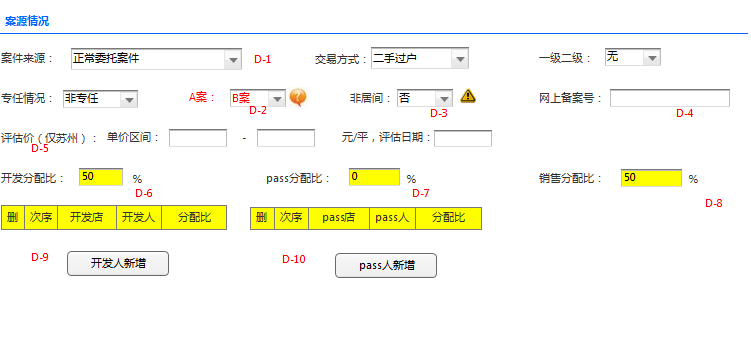 案源情况
案件来源： 正常委托案件 D-1 交易方式： 二手过户 一级二级： 无
专任情况： 非专任 A案： B案 非居间： 否 网上备案号：
D-2 D-3 D-4
评估价（仅苏州）： 单价区间： - 元/平，评估日期：
D-5
开发分配比： 50 % pass分配比： 0 % 销售分配比： 50 %
D-6 D-7 D-8
删 次序 开发店 开发人 分配比 删 次序 pass店 pass人 分配比
D-9 开发人新增 D-10 pass人新增